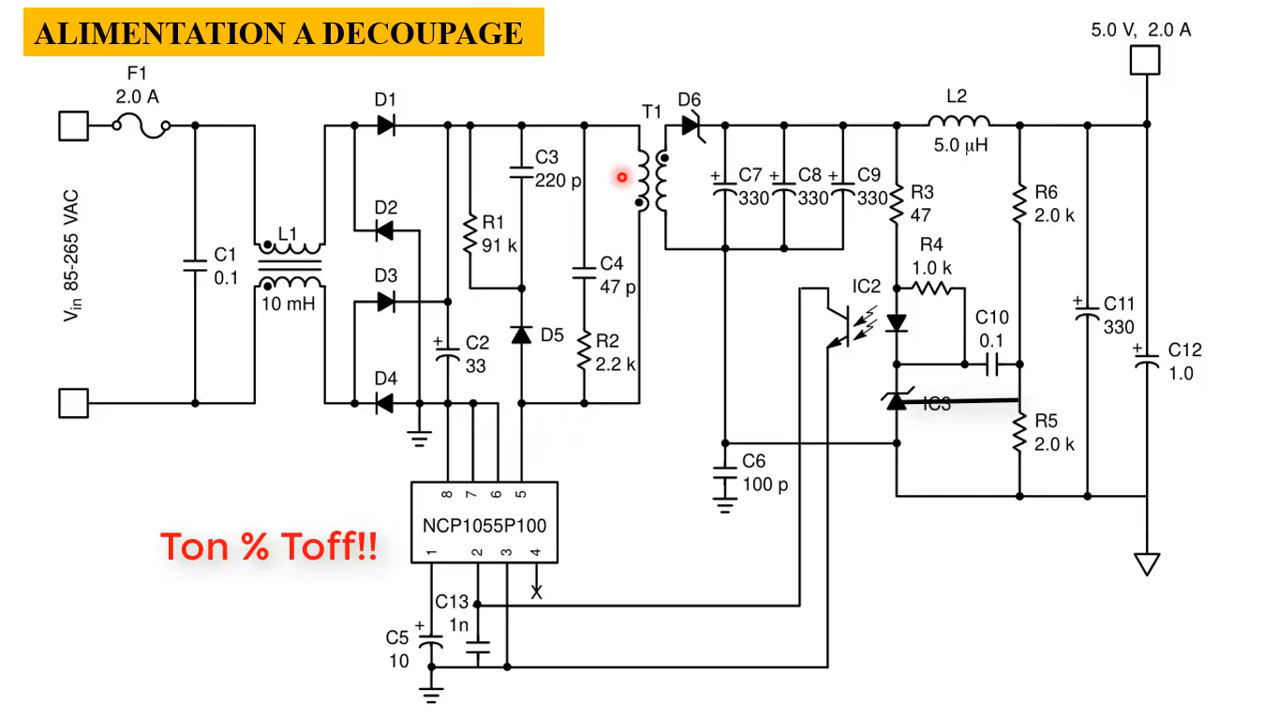 ALIMENTATION A DECOUPAGE
5.0 V, 2.0 A
F1
2.0 A
D1
T1
D6
L2
5.0 µH
C3
220 p
C7
330
C8
330
C9
330
R3
47
R6
2.0 k
Vin 85-265 VAC
D2
R1
91 k
L1
C1
0.1
10 mH
D3
C4
47 p
R4
1.0 k
IC2
C10
0.1
C11
330
C2
33
D5
R2
2.2 k
C12
1.0
D4
IC3
R5
2.0 k
C6
100 p
8 7 6 5
NCP1055P100
1 2 3 4
Ton % Toff!!
X
C13
1n
C5
10